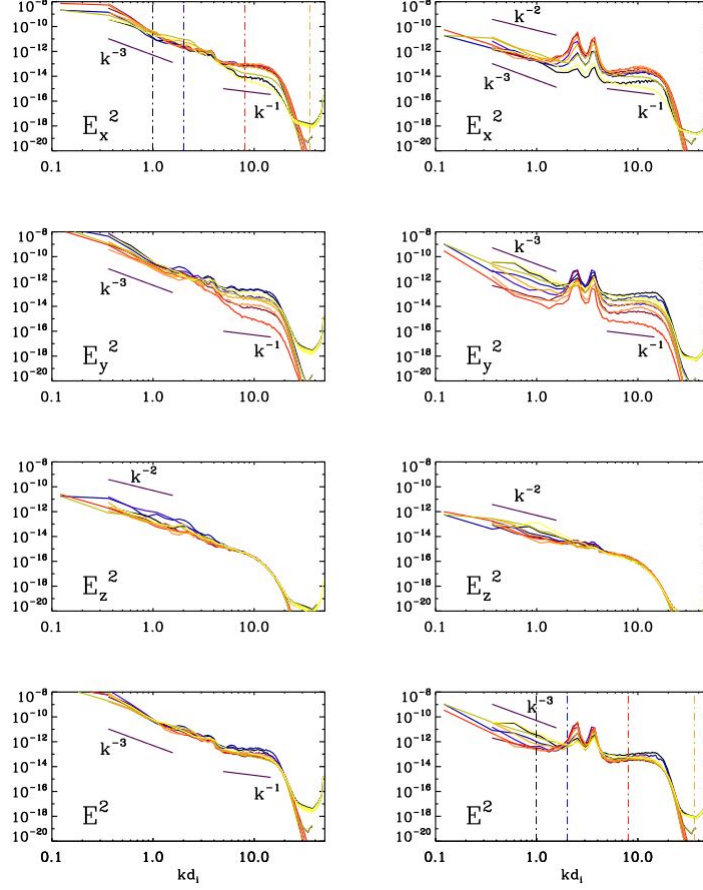 10⁻⁸
10⁻¹⁰
10⁻¹²
10⁻¹⁴
10⁻¹⁶
10⁻¹⁸
10⁻²⁰
k⁻³
k⁻¹
Eₓ²
0.1 1.0 10.0
10⁻⁸
10⁻¹⁰
10⁻¹²
10⁻¹⁴
10⁻¹⁶
10⁻¹⁸
10⁻²⁰
k⁻²
k⁻³
k⁻¹
Eₓ²
0.1 1.0 10.0
10⁻⁸
10⁻¹⁰
10⁻¹²
10⁻¹⁴
10⁻¹⁶
10⁻¹⁸
10⁻²⁰
k⁻³
k⁻¹
E_y²
0.1 1.0 10.0
10⁻⁸
10⁻¹⁰
10⁻¹²
10⁻¹⁴
10⁻¹⁶
10⁻¹⁸
10⁻²⁰
k⁻³
k⁻¹
E_y²
0.1 1.0 10.0
10⁻⁸
10⁻¹⁰
10⁻¹²
10⁻¹⁴
10⁻¹⁶
10⁻¹⁸
10⁻²⁰
k⁻²
E_z²
0.1 1.0 10.0
10⁻⁸
10⁻¹⁰
10⁻¹²
10⁻¹⁴
10⁻¹⁶
10⁻¹⁸
10⁻²⁰
k⁻²
E_z²
0.1 1.0 10.0
10⁻⁸
10⁻¹⁰
10⁻¹²
10⁻¹⁴
10⁻¹⁶
10⁻¹⁸
10⁻²⁰
k⁻³
k⁻¹
E²
0.1 1.0 10.0
kdᵢ
10⁻⁸
10⁻¹⁰
10⁻¹²
10⁻¹⁴
10⁻¹⁶
10⁻¹⁸
10⁻²⁰
k⁻³
E²
0.1 1.0 10.0
kdᵢ